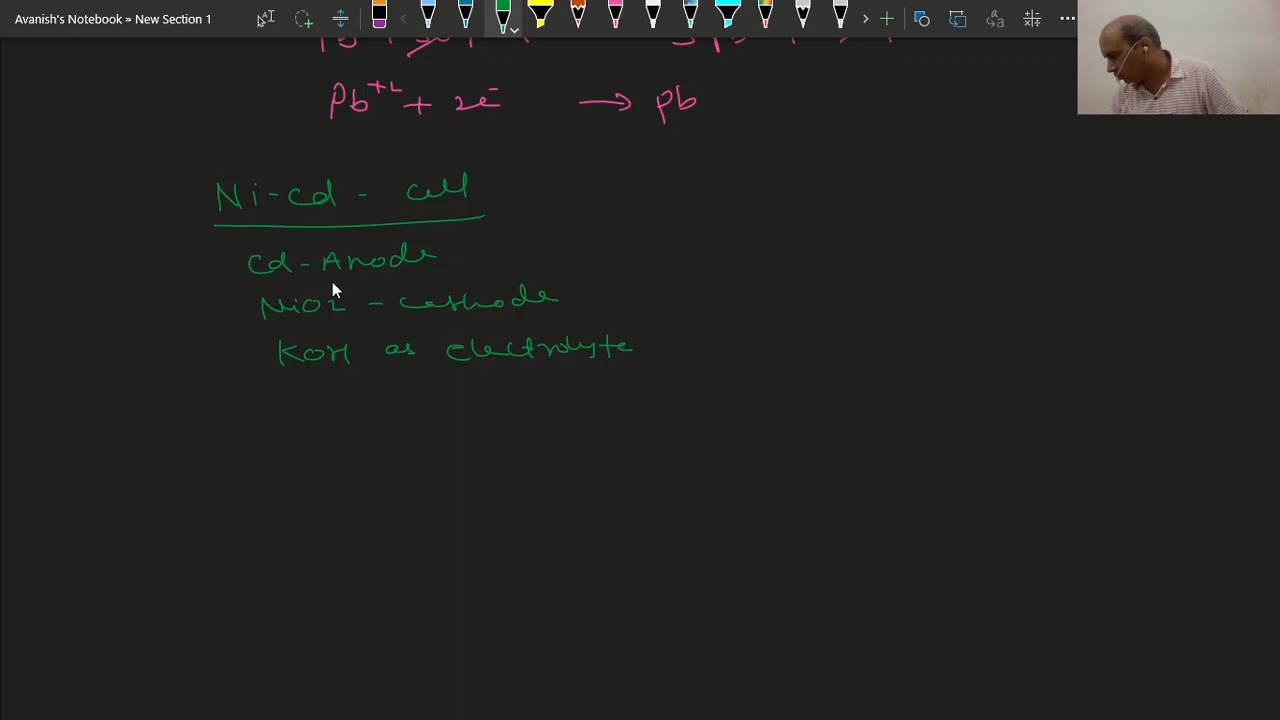 Avanish's Notebook » New Section 1
Pb⁺² + 2e⁻ → Pb
Ni-Cd - cell
Cd - Anode
NiO2 - cathode
KOH as electrolyte